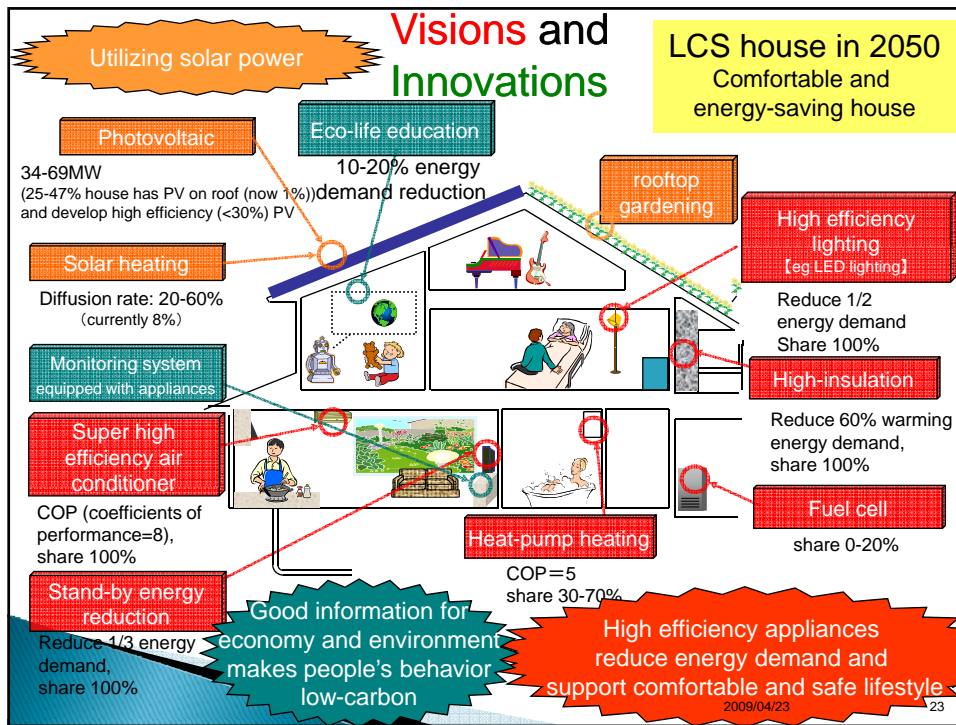 Visions and
Innovations
Utilizing solar power
LCS house in 2050
Comfortable and
energy-saving house
Photovoltaic
34-69MW
(25-47% house has PV on roof (now 1%))
and develop high efficiency (<30%) PV
Eco-life education
10-20% energy
demand reduction
rooftop
gardening
High efficiency
lighting
【eg LED lighting】
Reduce 1/2
energy demand
Share 100%
Solar heating
Diffusion rate: 20-60%
（currently 8%）
Monitoring system
equipped with appliances
High-insulation
Reduce 60% warming
energy demand,
share 100%
Super high
efficiency air
conditioner
COP (coefficients of
performance=8),
share 100%
Fuel cell
share 0-20%
Heat-pump heating
COP＝5
share 30-70%
Stand-by energy
reduction
Reduce 1/3 energy
demand,
share 100%
Good information for
economy and environment
makes people's behavior
low-carbon
High efficiency appliances
reduce energy demand and
support comfortable and safe lifestyle
2009/04/23
23